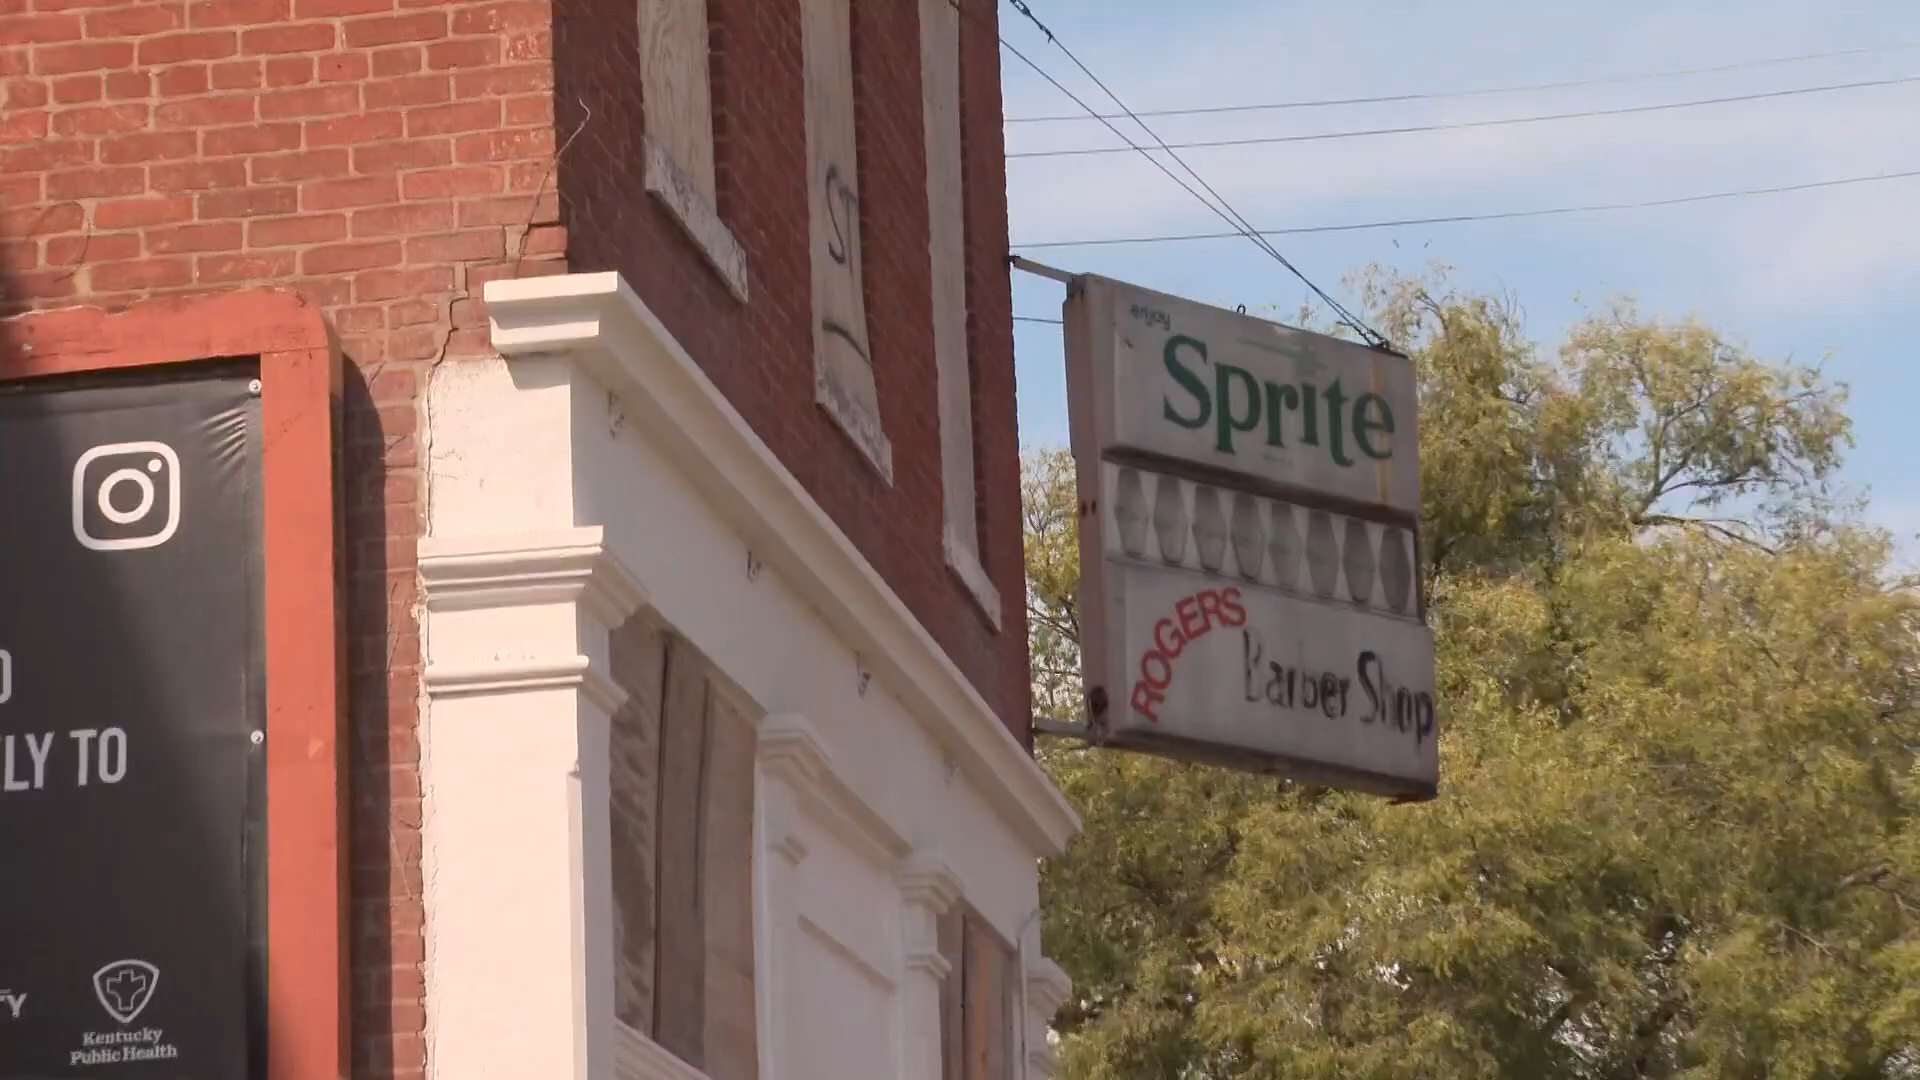 ST
enjoy
Sprite
ROGERS
Barber Shop
LY TO
Kentucky
Public Health